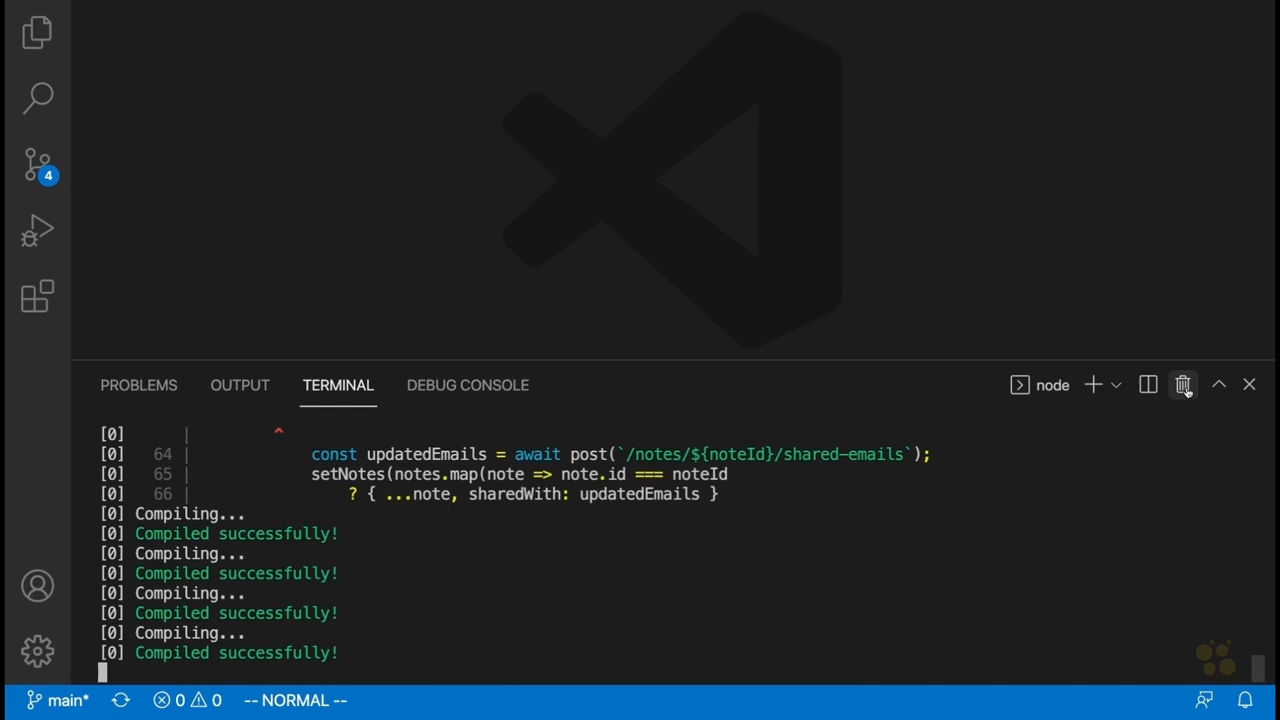 4
PROBLEMS OUTPUT TERMINAL DEBUG CONSOLE node
[0] | ^
[0] 64 | const updatedEmails = await post(`/notes/${noteId}/shared-emails`);
[0] 65 | setNotes(notes.map(note => note.id === noteId
[0] 66 | ? { ...note, sharedWith: updatedEmails }
[0] Compiling...
[0] Compiled successfully!
[0] Compiling...
[0] Compiled successfully!
[0] Compiling...
[0] Compiled successfully!
[0] Compiling...
[0] Compiled successfully!
main* 0 0 -- NORMAL --